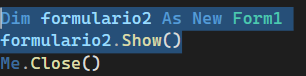 Dim formulario2 As New Form1
formulario2.Show()
Me.Close()